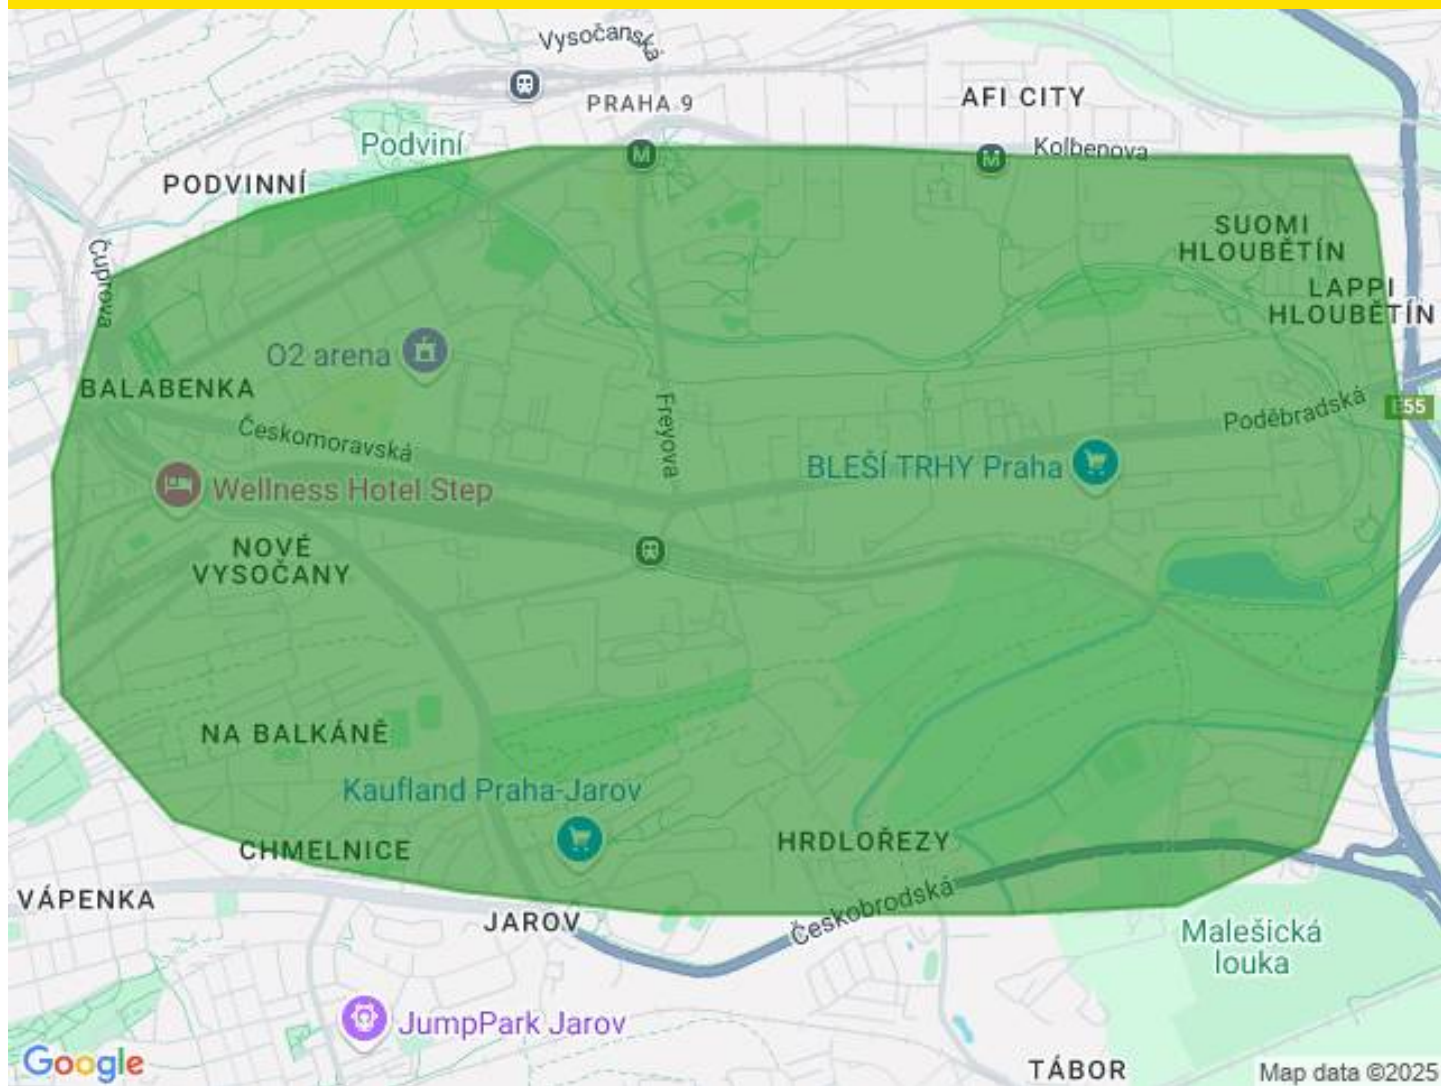 Vysočanská
PRAHA 9
AFI CITY
Podviní
Kolbenova
PODVINNÍ
SUOMI
HLOUBĚTÍN
Čuprova
LAPPI
HLOUBĚTÍN
O2 arena
BALABENKA
Freyova
Poděbradská
E55
Českomoravská
BLEŠÍ TRHY Praha
Wellness Hotel Step
NOVÉ
VYSOČANY
NA BALKÁNĚ
Kaufland Praha-Jarov
CHMELNICE
HRDLOŘEZY
VÁPENKA
JAROV
Českobrodská
Malešická
louka
JumpPark Jarov
Google
TÁBOR
Map data ©2025